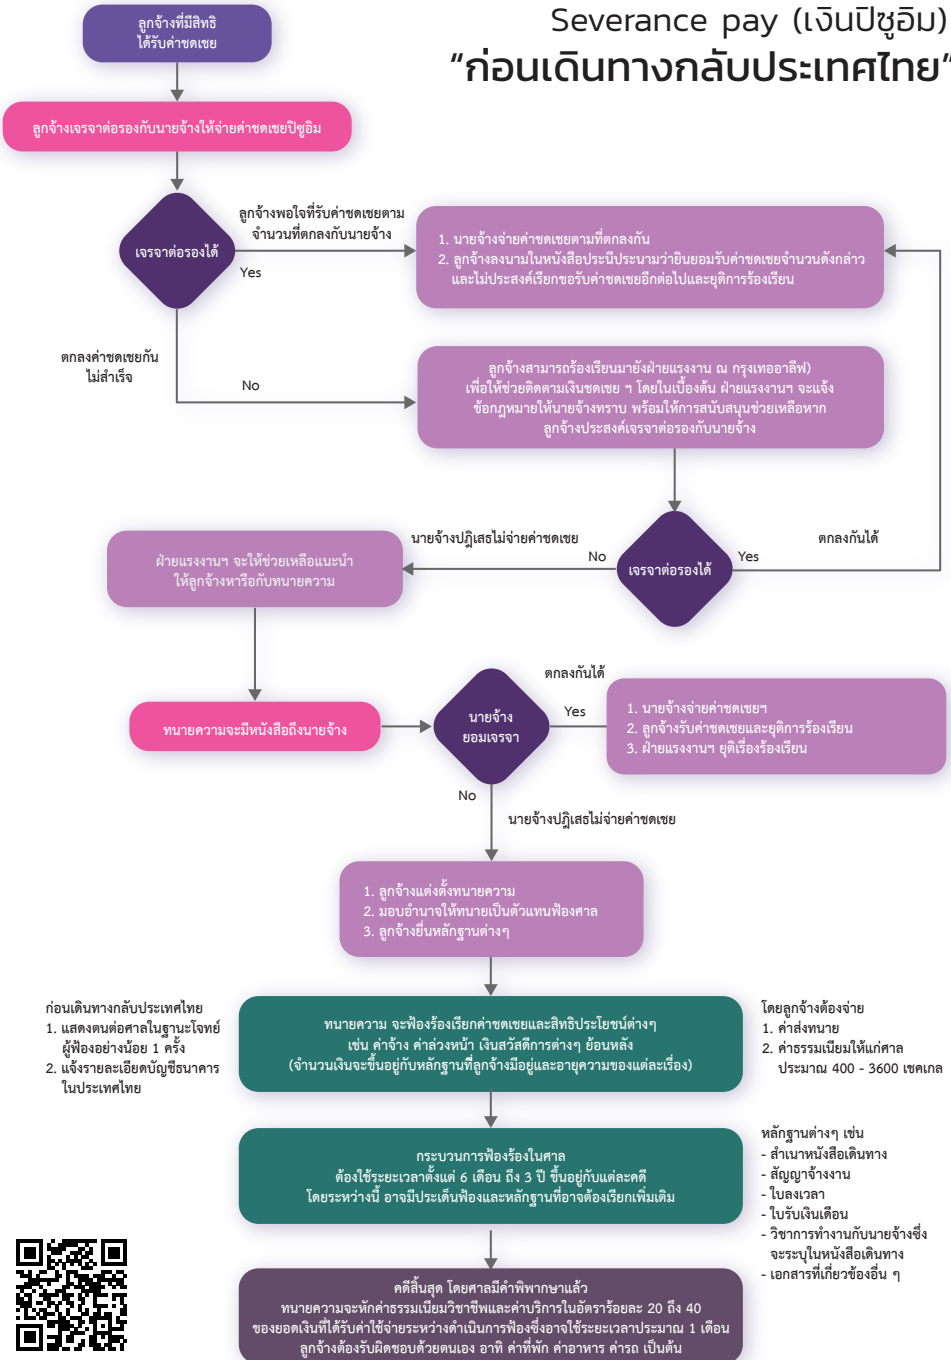 Severance pay (เงินปิซูอิม)
“ก่อนเดินทางกลับประเทศไทย”
ลูกจ้างที่มีสิทธิ
ได้รับค่าชดเชย
ลูกจ้างเจรจาต่อรองกับนายจ้างให้จ่ายค่าชดเชยปิซูอิม
เจรจาต่อรองได้
ลูกจ้างพอใจที่รับค่าชดเชยตาม
จำนวนที่ตกลงกับนายจ้าง
Yes
1. นายจ้างจ่ายค่าชดเชยตามที่ตกลงกัน
2. ลูกจ้างลงนามในหนังสือประนีประนามว่ายินยอมรับค่าชดเชยจำนวนดังกล่าว
และไม่ประสงค์เรียกขอรับค่าชดเชยอีกต่อไปและยุติการร้องเรียน
ตกลงค่าชดเชยกัน
ไม่สำเร็จ
No
ลูกจ้างสามารถร้องเรียนมายังฝ่ายแรงงาน ณ กรุงเทออาลีฟ)
เพื่อให้ช่วยติดตามเงินชดเชย ฯ โดยในเบื้องต้น ฝ่ายแรงงานฯ จะแจ้ง
ข้อกฎหมายให้นายจ้างทราบ พร้อมให้การสนับสนุนช่วยเหลือหาก
ลูกจ้างประสงค์เจรจาต่อรองกับนายจ้าง
เจรจาต่อรองได้
Yes
ตกลงกันได้
นายจ้างปฎิเสธไม่จ่ายค่าชดเชย
No
ฝ่ายแรงงานฯ จะให้ช่วยเหลือแนะนำ
ให้ลูกจ้างหารือกับทนายความ
ทนายความจะมีหนังสือถึงนายจ้าง
นายจ้าง
ยอมเจรจา
ตกลงกันได้
Yes
1. นายจ้างจ่ายค่าชดเชยฯ
2. ลูกจ้างรับค่าชดเชยและยุติการร้องเรียน
3. ฝ่ายแรงงานฯ ยุติเรื่องร้องเรียน
No
นายจ้างปฎิเสธไม่จ่ายค่าชดเชย
1. ลูกจ้างแต่งตั้งทนายความ
2. มอบอำนาจให้ทนายเป็นตัวแทนฟ้องศาล
3. ลูกจ้างยื่นหลักฐานต่างๆ
ก่อนเดินทางกลับประเทศไทย
1. แสดงตนต่อศาลในฐานะโจทย์
ผู้ฟ้องอย่างน้อย 1 ครั้ง
2. แจ้งรายละเอียดบัญชีธนาคาร
ในประเทศไทย
ทนายความ จะฟ้องร้องเรียกค่าชดเชยและสิทธิประโยชน์ต่างๆ
เช่น ค่าจ้าง ค่าล่วงหน้า เงินสวัสดีการต่างๆ ย้อนหลัง
(จำนวนเงินจะขึ้นอยู่กับหลักฐานที่ลูกจ้างมีอยู่และอายุความของแต่ละเรื่อง)
โดยลูกจ้างต้องจ่าย
1. ค่าส่งทนาย
2. ค่าธรรมเนียมให้แก่ศาล
ประมาณ 400 - 3600 เชคเกล
กระบวนการฟ้องร้องในศาล
ต้องใช้ระยะเวลาตั้งแต่ 6 เดือน ถึง 3 ปี ขึ้นอยู่กับแต่ละคดี
โดยระหว่างนี้ อาจมีประเด็นฟ้องและหลักฐานที่อาจต้องเรียกเพิ่มเติม
หลักฐานต่างๆ เช่น
- สำเนาหนังสือเดินทาง
- สัญญาจ้างงาน
- ใบลงเวลา
- ใบรับเงินเดือน
- วิชาการทำงานกับนายจ้างซึ่ง
จะระบุในหนังสือเดินทาง
- เอกสารที่เกี่ยวข้องอื่น ๆ
คดีสิ้นสุด โดยศาลมีคำพิพากษาแล้ว
ทนายความจะหักค่าธรรมเนียมวิชาชีพและค่าบริการในอัตราร้อยละ 20 ถึง 40
ของยอดเงินที่ได้รับค่าใช้จ่ายระหว่างดำเนินการฟ้องซึ่งอาจใช้ระยะเวลาประมาณ 1 เดือน
ลูกจ้างต้องรับผิดชอบด้วยตนเอง อาทิ ค่าที่พัก ค่าอาหาร ค่ารถ เป็นต้น